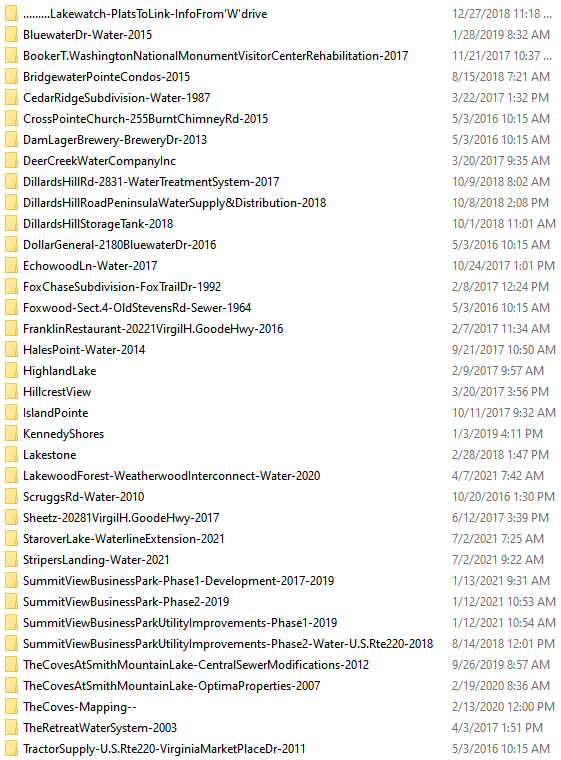 .........Lakewatch-PlatsToLink-InfoFrom'W'drive 12/27/2018 11:18 ...
BluewaterDr-Water-2015 1/28/2019 8:32 AM
BookerT.WashingtonNationalMonumentVisitorCenterRehabilitation-2017 11/21/2017 10:37 ...
BridgewaterPointeCondos-2015 8/15/2018 7:21 AM
CedarRidgeSubdivision-Water-1987 3/22/2017 1:32 PM
CrossPointeChurch-255BurntChimneyRd-2015 5/3/2016 10:15 AM
DamLagerBrewery-BreweryDr-2013 5/3/2016 10:15 AM
DeerCreekWaterCompanyInc 3/20/2017 9:35 AM
DillardsHillRd-2831-WaterTreatmentSystem-2017 10/9/2018 8:02 AM
DillardsHillRoadPeninsulaWaterSupply&Distribution-2018 10/8/2018 2:08 PM
DillardsHillStorageTank-2018 10/1/2018 11:01 AM
DollarGeneral-2180BluewaterDr-2016 5/3/2016 10:15 AM
EchowoodLn-Water-2017 10/24/2017 1:01 PM
FoxChaseSubdivision-FoxTrailDr-1992 2/8/2017 12:24 PM
Foxwood-Sect.4-OldStevensRd-Sewer-1964 5/3/2016 10:15 AM
FranklinRestaurant-20221VirgilH.GoodeHwy-2016 2/7/2017 11:34 AM
HalesPoint-Water-2014 9/21/2017 10:50 AM
HighlandLake 2/9/2017 9:57 AM
HillcrestView 3/20/2017 3:56 PM
IslandPointe 10/11/2017 9:32 AM
KennedyShores 1/3/2019 4:11 PM
Lakestone 2/28/2018 1:47 PM
LakewoodForest-WeatherwoodInterconnect-Water-2020 4/7/2021 7:42 AM
ScruggsRd-Water-2010 10/20/2016 1:30 PM
Sheetz-20281VirgilH.GoodeHwy-2017 6/12/2017 3:39 PM
StaroverLake-WaterlineExtension-2021 7/2/2021 7:25 AM
StripersLanding-Water-2021 7/2/2021 9:22 AM
SummitViewBusinessPark-Phase1-Development-2017-2019 1/13/2021 9:31 AM
SummitViewBusinessPark-Phase2-2019 1/12/2021 10:53 AM
SummitViewBusinessParkUtilityImprovements-Phase1-2019 1/12/2021 10:54 AM
SummitViewBusinessParkUtilityImprovements-Phase2-Water-U.S.Rte220-2018 8/14/2018 12:01 PM
TheCovesAtSmithMountainLake-CentralSewerModifications-2012 9/26/2019 8:57 AM
TheCovesAtSmithMountainLake-OptimaProperties-2007 2/19/2020 8:36 AM
TheCoves-Mapping-- 2/13/2020 12:00 PM
TheRetreatWaterSystem-2003 4/3/2017 1:51 PM
TractorSupply-U.S.Rte220-VirginiaMarketPlaceDr-2011 5/3/2016 10:15 AM